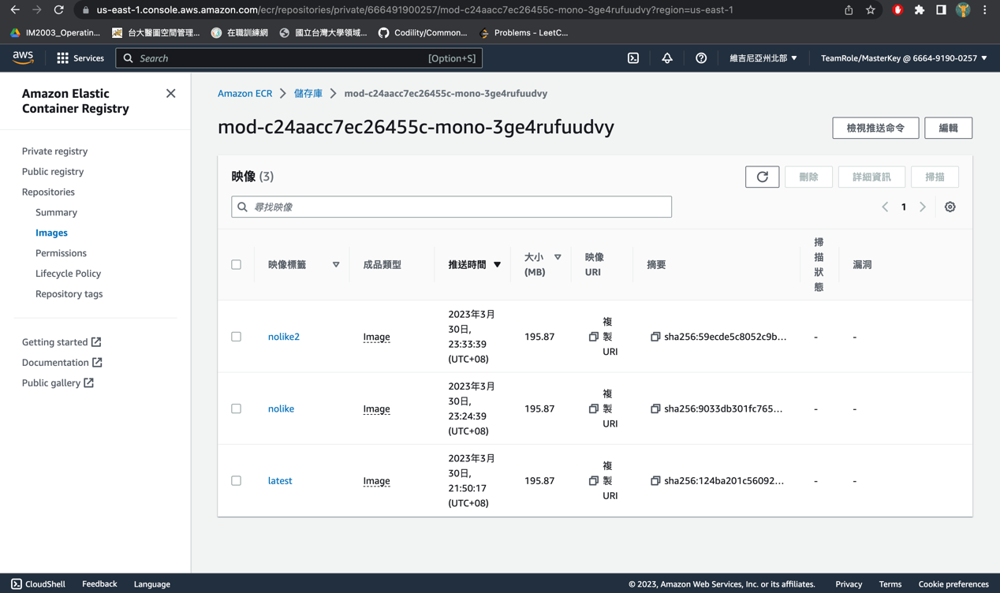 us-east-1.console.aws.amazon.com/ecr/repositories/private/666491900257/mod-c24aacc7ec26455c-mono-3ge4rufuudvy?region=us-east-1
IM2003_Operatin... 台大醫圖空間管理... 在職訓練網 國立台灣大學領域... Codility/Common... Problems - LeetC...
aws Services Search [Option+S] 維吉尼亞州北部 ▼ TeamRole/MasterKey @ 6664-9190-0257 ▼
Amazon Elastic
Container Registry
Private registry
Public registry
Repositories
Summary
Images
Permissions
Lifecycle Policy
Repository tags
Getting started
Documentation
Public gallery
Amazon ECR > 儲存庫 > mod-c24aacc7ec26455c-mono-3ge4rufuudvy
mod-c24aacc7ec26455c-mono-3ge4rufuudvy
檢視推送命令 編輯
映像 (3)
刪除 詳細資訊 掃描
尋找映像
1
映像標籤 成品類型 推送時間 大小
(MB) 映像
URI 摘要 掃
描
狀
態 漏洞
nolike2 Image 2023年3月
30日,
23:33:39
(UTC+08) 195.87 複
製
URI sha256:59ecde5c8052c9b... - -
nolike Image 2023年3月
30日,
23:24:39
(UTC+08) 195.87 複
製
URI sha256:9033db301fc765... - -
latest Image 2023年3月
30日,
21:50:17
(UTC+08) 195.87 複
製
URI sha256:124ba201c56092... - -
CloudShell Feedback Language © 2023, Amazon Web Services, Inc. or its affiliates. Privacy Terms Cookie preferences